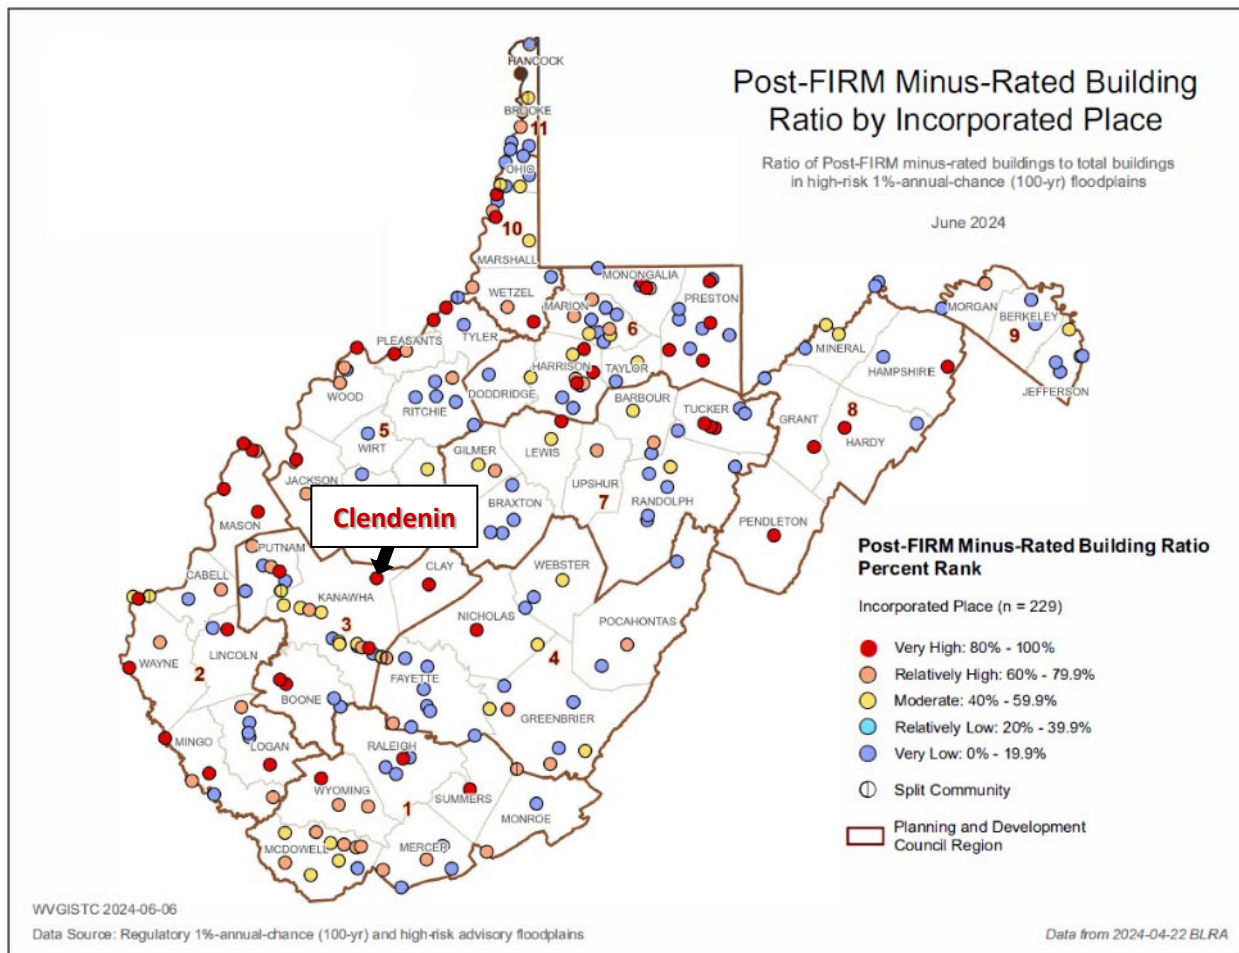 Post-FIRM Minus-Rated Building
Ratio by Incorporated Place
Ratio of Post-FIRM minus-rated buildings to total buildings
in high-risk 1%-annual-chance (100-yr) floodplains
June 2024
HANCOCK
BROOKE
11
OHIO
10
MARSHALL
WETZEL
MONONGALIA
MARION
PRESTON
6
TYLER
PLEASANTS
HARRISON
TAYLOR
DODDRIDGE
WOOD
RITCHIE
BARBOUR
TUCKER
MORGAN
BERKELEY
9
JEFFERSON
MINERAL
HAMPSHIRE
GRANT
8
HARDY
5
WIRT
GILMER
LEWIS
UPSHUR
7
RANDOLPH
JACKSON
BRAXTON
MASON
Clendenin
PENDLETON
PUTNAM
CLAY
WEBSTER
CABELL
KANAWHA
NICHOLAS
POCAHONTAS
3
4
LINCOLN
WAYNE
2
FAYETTE
BOONE
GREENBRIER
MINGO
LOGAN
RALEIGH
WYOMING
1
SUMMERS
MONROE
MCDOWELL
MERCER
Post-FIRM Minus-Rated Building Ratio
Percent Rank
Incorporated Place (n = 229)
Very High: 80% - 100%
Relatively High: 60% - 79.9%
Moderate: 40% - 59.9%
Relatively Low: 20% - 39.9%
Very Low: 0% - 19.9%
Split Community
Planning and Development
Council Region
WVGISTC 2024-06-06
Data Source: Regulatory 1%-annual-chance (100-yr) and high-risk advisory floodplains
Data from 2024-04-22 BLRA